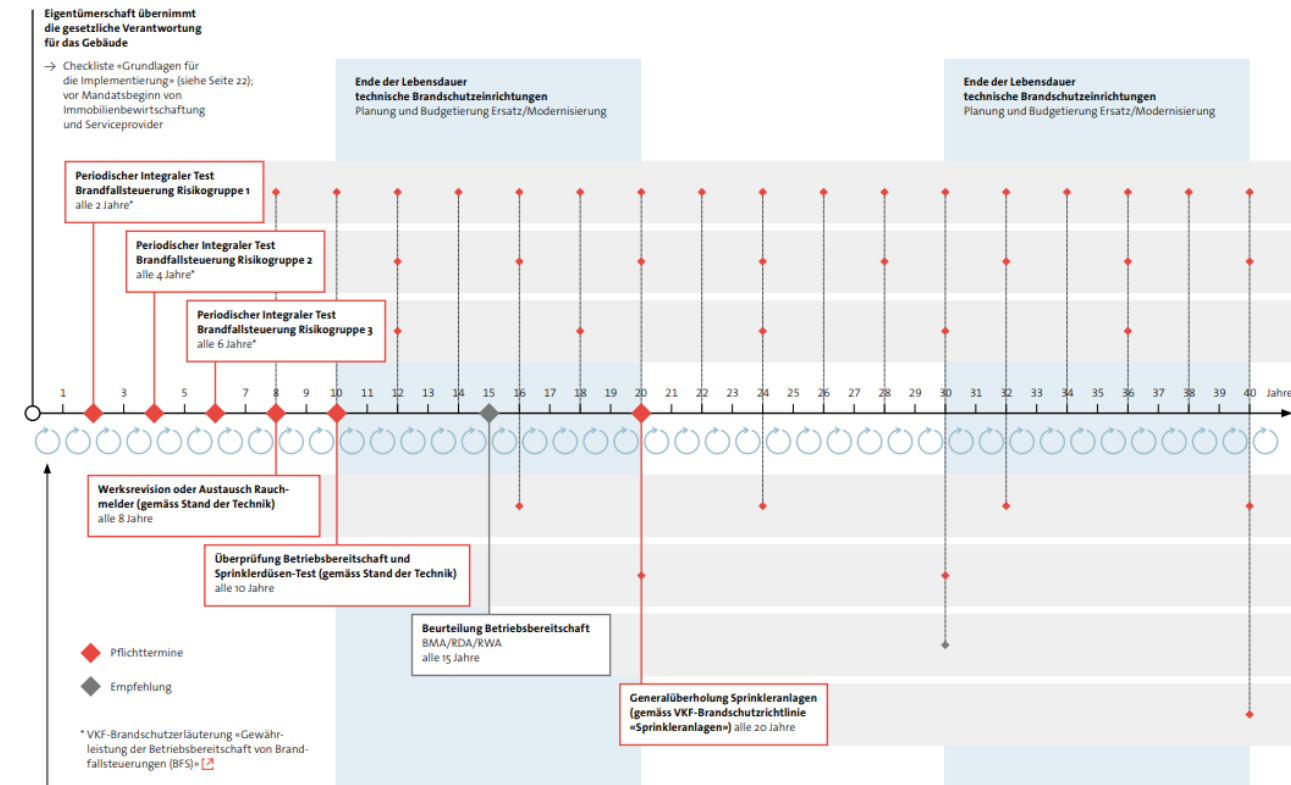 Eigentümerschaft übernimmt
die gesetzliche Verantwortung
für das Gebäude
→ Checkliste «Grundlagen für
die Implementierung» (siehe Seite 22);
vor Mandatsbeginn von
Immobilienbewirtschaftung
und Serviceprovider
Ende der Lebensdauer
technische Brandschutzeinrichtungen
Planung und Budgetierung Ersatz/Modernisierung
Ende der Lebensdauer
technische Brandschutzeinrichtungen
Planung und Budgetierung Ersatz/Modernisierung
Periodischer Integraler Test
Brandfallsteuerung Risikogruppe 1
alle 2 Jahre*
Periodischer Integraler Test
Brandfallsteuerung Risikogruppe 2
alle 4 Jahre*
Periodischer Integraler Test
Brandfallsteuerung Risikogruppe 3
alle 6 Jahre*
1 3 5 7 8 9 10 11 12 13 14 15 16 17 18 19 20 21 22 23 24 25 26 27 28 29 30 31 32 33 34 35 36 37 38 39 40 Jahre
Werksrevision oder Austausch Rauch-
melder (gemäss Stand der Technik)
alle 8 Jahre
Überprüfung Betriebsbereitschaft und
Sprinklerdüsen-Test (gemäss Stand der Technik)
alle 10 Jahre
Beurteilung Betriebsbereitschaft
BMA/RDA/RWA
alle 15 Jahre
Generalüberholung Sprinkleranlagen
(gemäss VKF-Brandschutzrichtlinie
«Sprinkleranlagen») alle 20 Jahre
Pflichttermine
Empfehlung
* VKF-Brandschutzerläuterung «Gewähr-
leistung der Betriebsbereitschaft von Brand-
fallsteuerungen (BFS)»